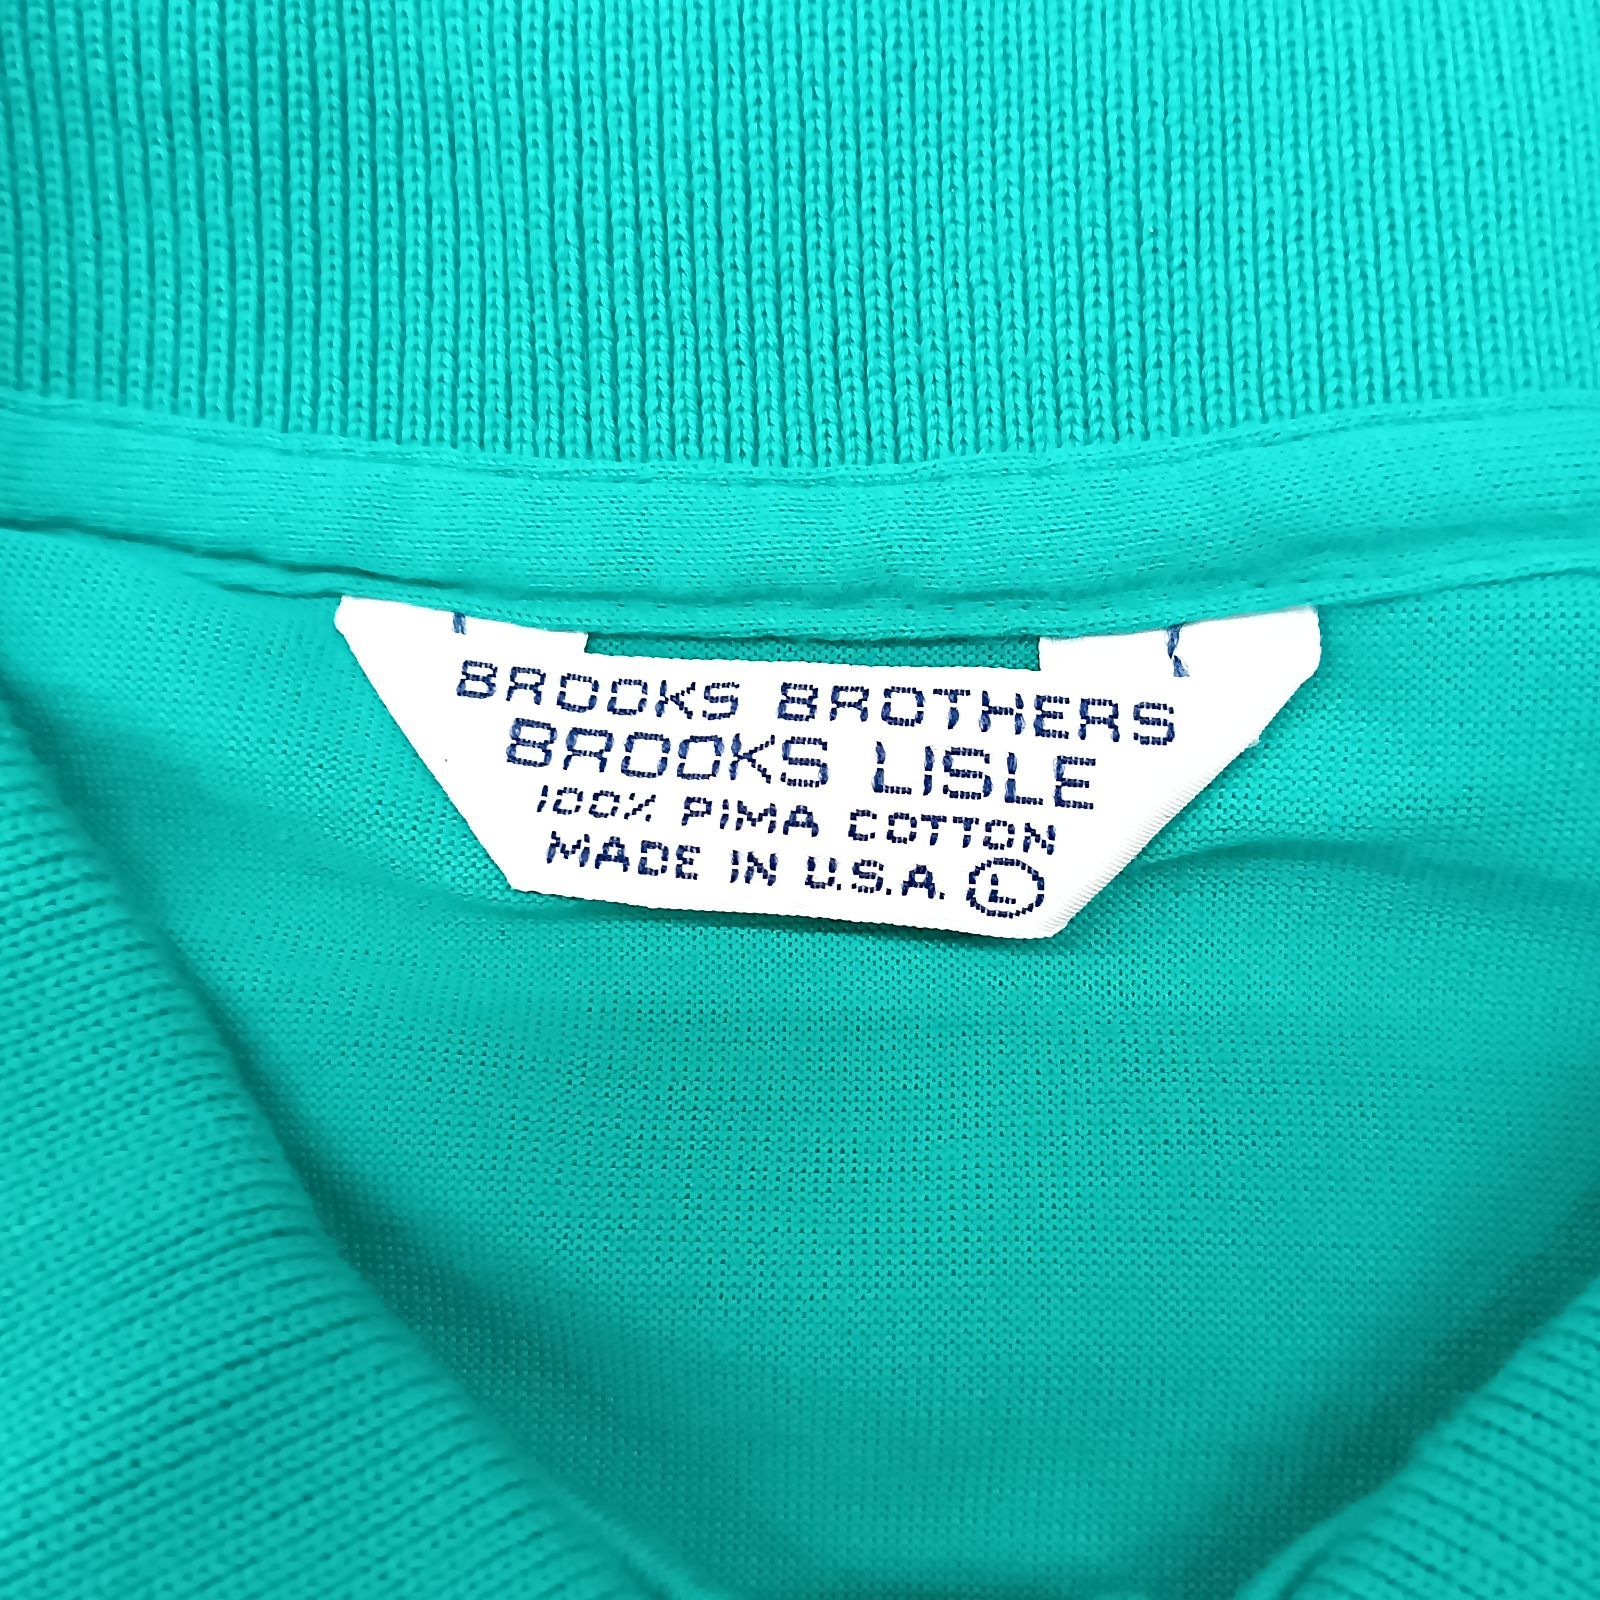 BROOKS BROTHERS
BROOKS LISLE
100% PIMA COTTON
MADE IN U.S.A. L